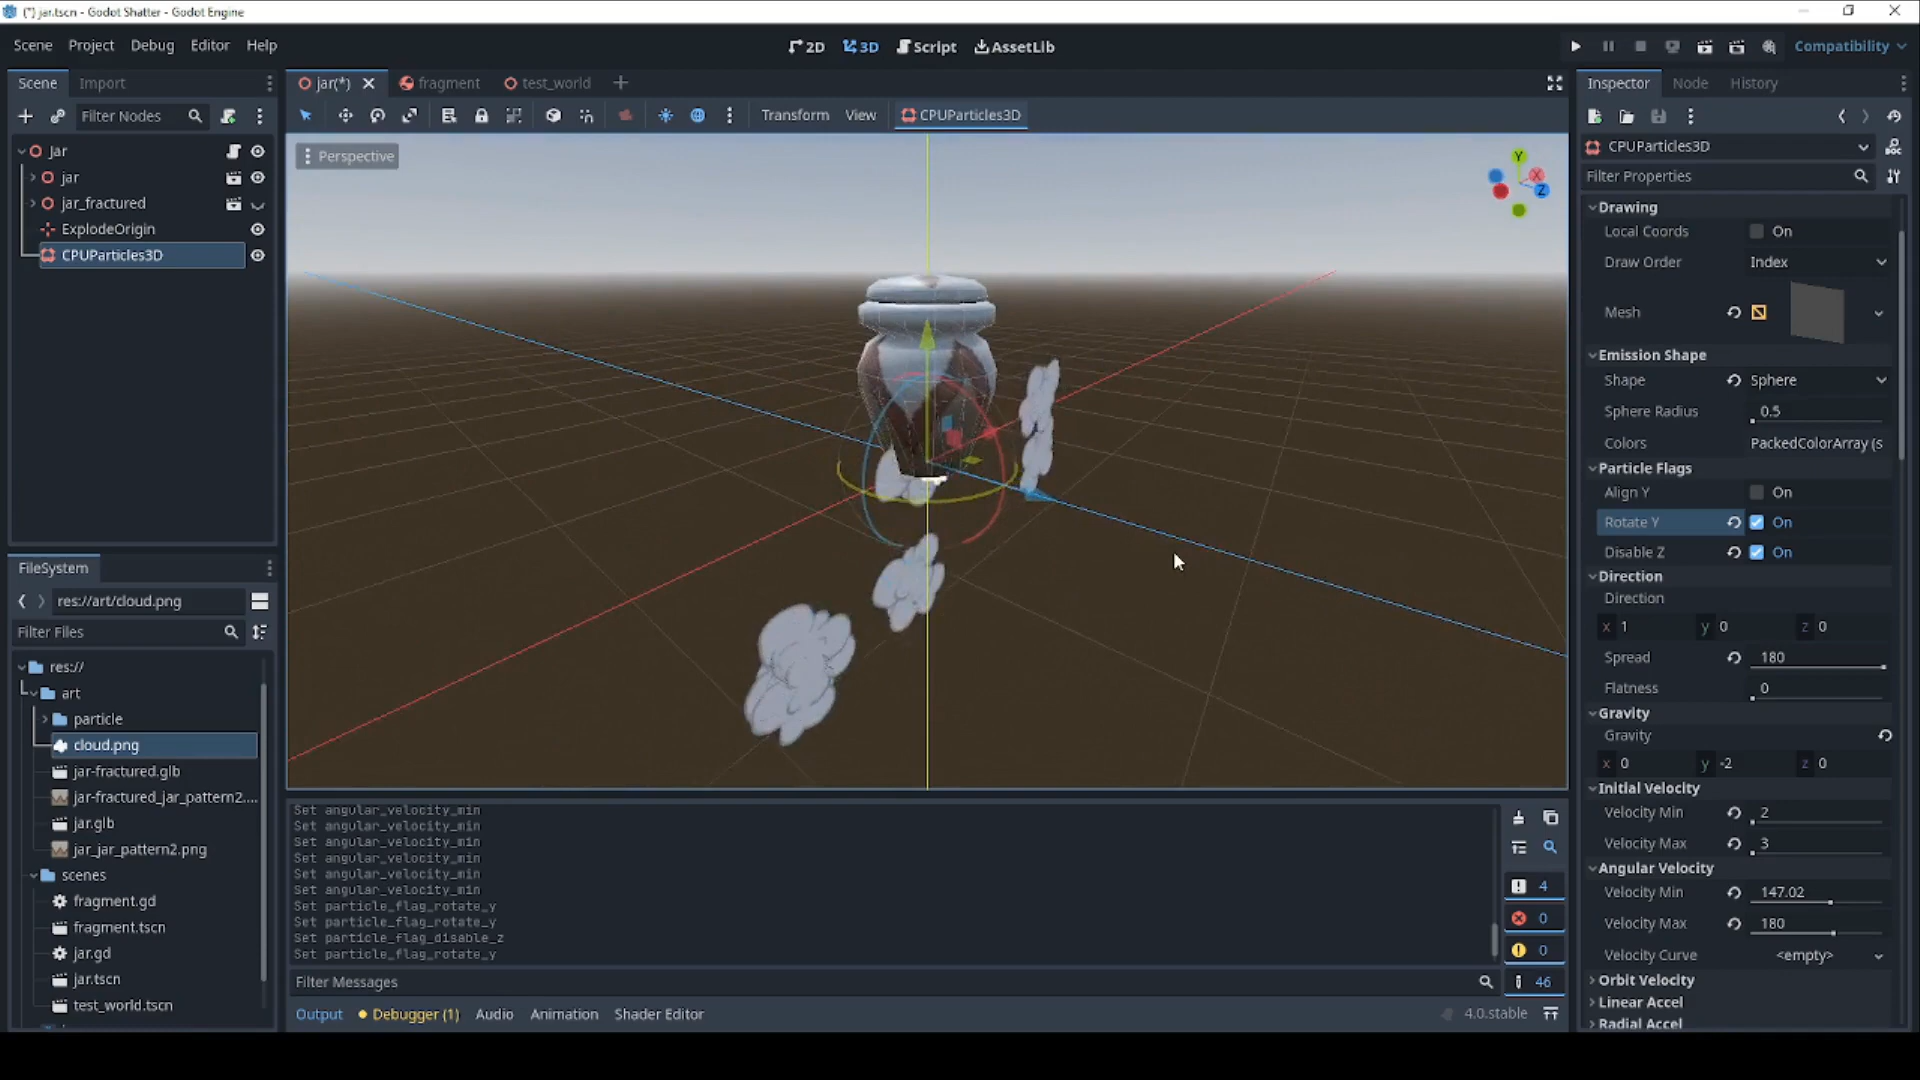 (*) jar.tscn - Godot Shatter - Godot Engine
Scene Project Debug Editor Help
2D 3D Script AssetLib
Compatibility
Scene Import
jar(*) fragment test_world
Inspector Node History
Filter Nodes
Transform View CPUParticles3D
Jar
jar
jar_fractured
ExplodeOrigin
CPUParticles3D
Perspective
Y
X
Z
CPUParticles3D
Filter Properties
Drawing
Local Coords On
Draw Order Index
Mesh
Emission Shape
Shape Sphere
Sphere Radius 0.5
Colors PackedColorArray (s
Particle Flags
Align Y On
Rotate Y On
Disable Z On
Direction
Direction
x 1 y 0 z 0
Spread 180
Flatness 0
Gravity
Gravity
x 0 y -2 z 0
Initial Velocity
Velocity Min 2
Velocity Max 3
Angular Velocity
Velocity Min 147.02
Velocity Max 180
Velocity Curve <empty>
Orbit Velocity
Linear Accel
Radial Accel
FileSystem
res://art/cloud.png
Filter Files
res://
art
particle
cloud.png
jar-fractured.glb
jar-fractured_jar_pattern2....
jar.glb
jar_jar_pattern2.png
scenes
fragment.gd
fragment.tscn
jar.gd
jar.tscn
test_world.tscn
Set angular_velocity_min
Set angular_velocity_min
Set angular_velocity_min
Set angular_velocity_min
Set angular_velocity_min
Set angular_velocity_min
Set particle_flag_rotate_y
Set particle_flag_rotate_y
Set particle_flag_disable_z
Set particle_flag_rotate_y
4
0
0
46
Filter Messages
Output Debugger (1) Audio Animation Shader Editor
4.0.stable